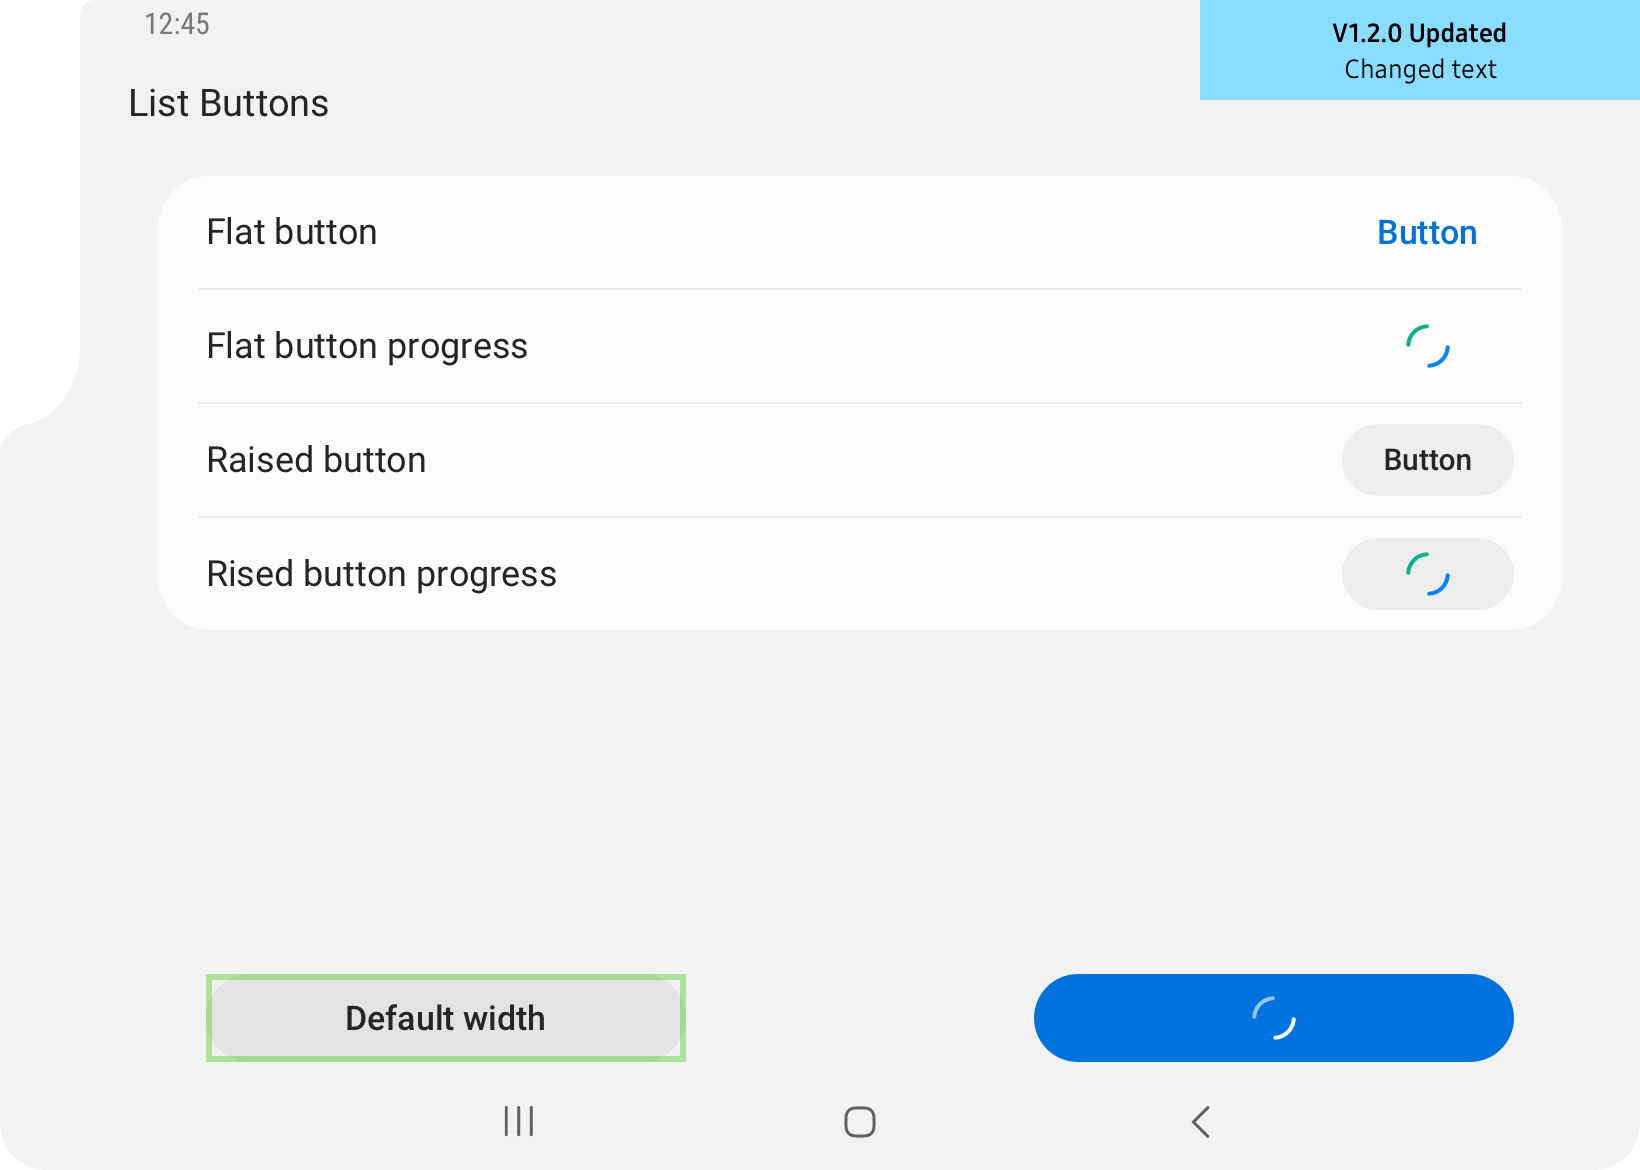 12:45
V1.2.0 Updated
Changed text
List Buttons
Flat button
Button
Flat button progress
Raised button
Button
Rised button progress
Default width